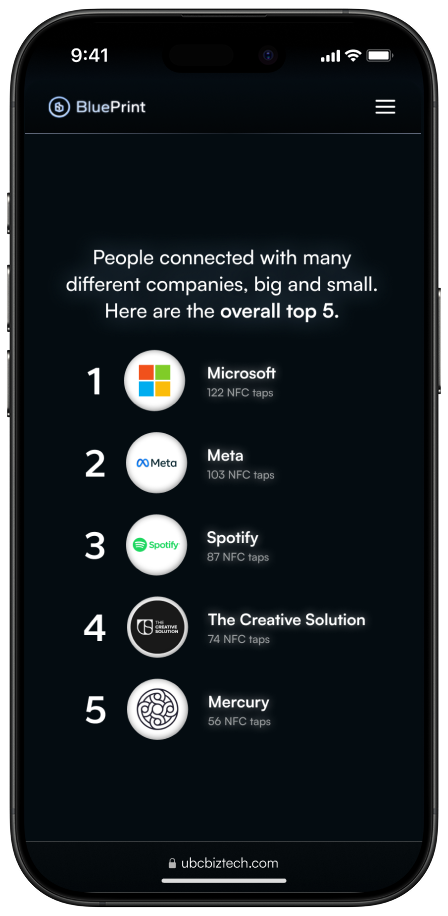 9:41
BluePrint
People connected with many
different companies, big and small.
Here are the overall top 5.
1
Microsoft
122 NFC taps
2
Meta
Meta
103 NFC taps
3
Spotify
Spotify
87 NFC taps
4
THE
CREATIVE
SOLUTION
The Creative Solution
74 NFC taps
5
Mercury
56 NFC taps
ubcbiztech.com